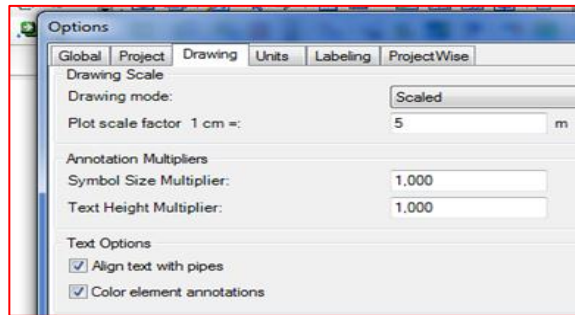 Options
Global Project Drawing Units Labeling ProjectWise
Drawing Scale
Drawing mode: Scaled
Plot scale factor 1 cm =: 5 m
Annotation Multipliers
Symbol Size Multiplier: 1,000
Text Height Multiplier: 1,000
Text Options
Align text with pipes
Color element annotations